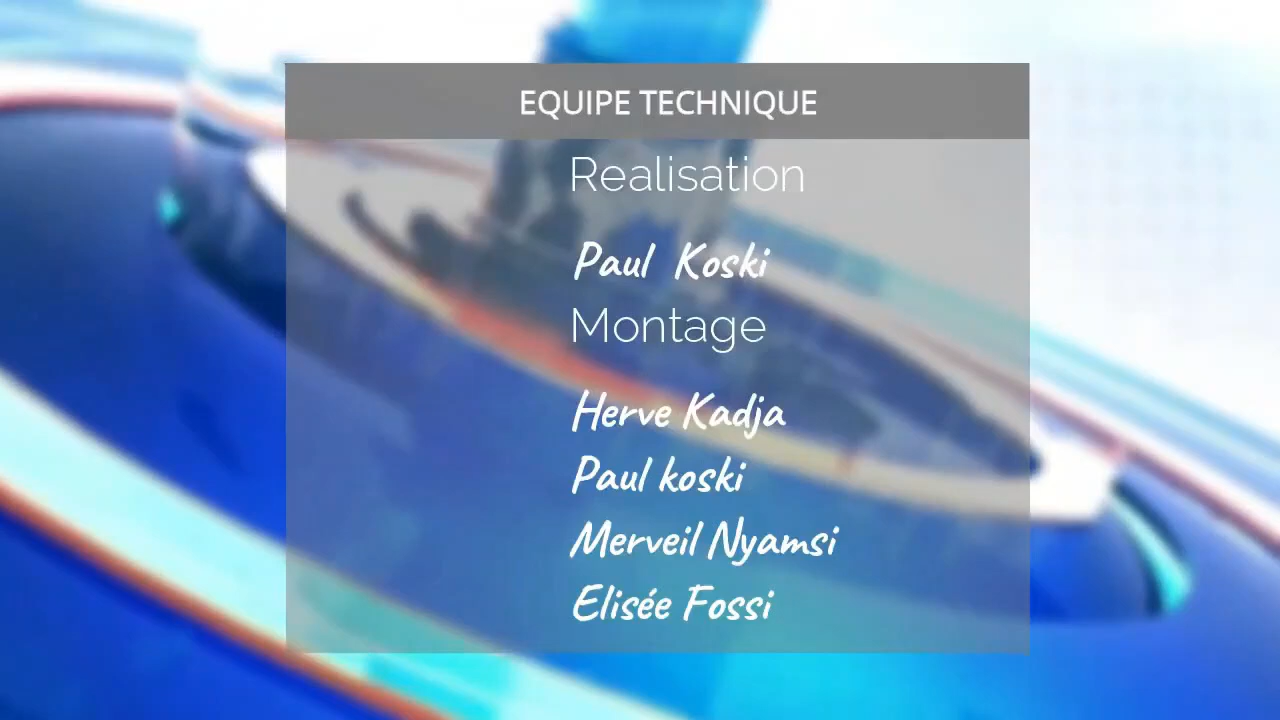 EQUIPE TECHNIQUE
Realisation
Paul Koski
Montage
Herve Kadja
Paul koski
Merveil Nyamsi
Elisée Fossi